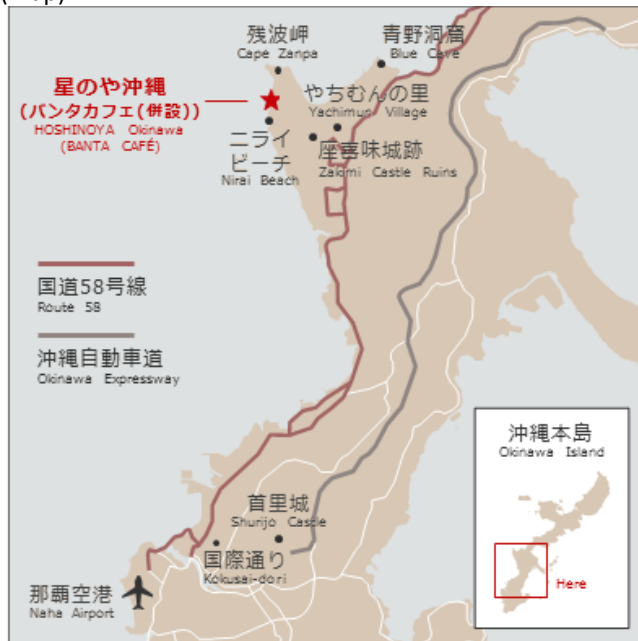 残波岬
Cape Zanpa
青野洞窟
Blue Cave
星のや沖縄
(バンタカフェ(併設))
HOSHINOYA Okinawa
(BANTA CAFÉ)
やちむんの里
Yachimun Village
ニライ
ビーチ
Nirai Beach
座喜味城跡
Zakimi Castle Ruins
国道58号線
Route 58
沖縄自動車道
Okinawa Expressway
沖縄本島
Okinawa Island
Here
首里城
Shurijo Castle
国際通り
Kokusai-dori
那覇空港
Naha Airport